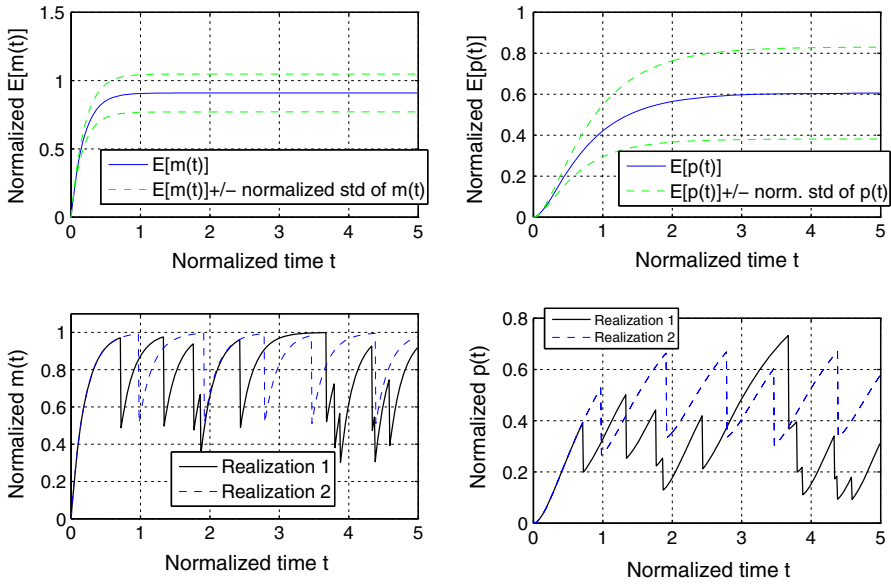 Normalized E[m(t)]
1.5
1
0.5
0
0 1 2 3 4 5
E[m(t)]
E[m(t)]+/− normalized std of m(t)
Normalized time t
Normalized E[p(t)]
1
0.8
0.6
0.4
0.2
0
0 1 2 3 4 5
E[p(t)]
E[p(t)]+/− norm. std of p(t)
Normalized time t
Normalized m(t)
1
0.8
0.6
0.4
0.2
0
0 1 2 3 4 5
Realization 1
Realization 2
Normalized time t
Normalized p(t)
0.8
0.6
0.4
0.2
0
0 1 2 3 4 5
Realization 1
Realization 2
Normalized time t